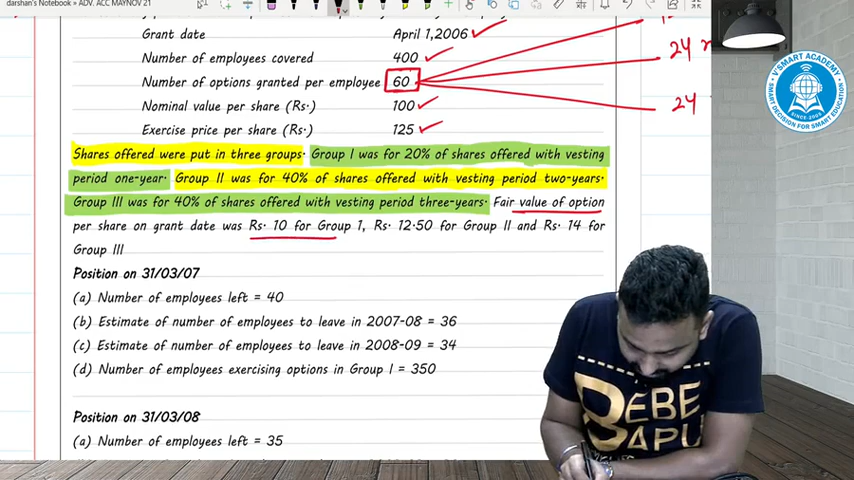 darshan's Notebook » ADV. ACC MAYNOV 21
Grant date April 1,2006
Number of employees covered 400
24
Number of options granted per employee 60
Nominal value per share (Rs.) 100
24
Exercise price per share (Rs.) 125
Shares offered were put in three groups. Group I was for 20% of shares offered with vesting
period one-year. Group II was for 40% of shares offered with vesting period two-years.
Group III was for 40% of shares offered with vesting period three-years. Fair value of option
per share on grant date was Rs. 10 for Group 1, Rs. 12.50 for Group II and Rs. 14 for
Group III
Position on 31/03/07
(a) Number of employees left = 40
(b) Estimate of number of employees to leave in 2007-08 = 36
(c) Estimate of number of employees to leave in 2008-09 = 34
(d) Number of employees exercising options in Group I = 350
Position on 31/03/08
(a) Number of employees left = 35
V'SMART ACADEMY
SMART DECISION FOR SMART EDUCATION
SINCE-2003
BEBE
BAPU